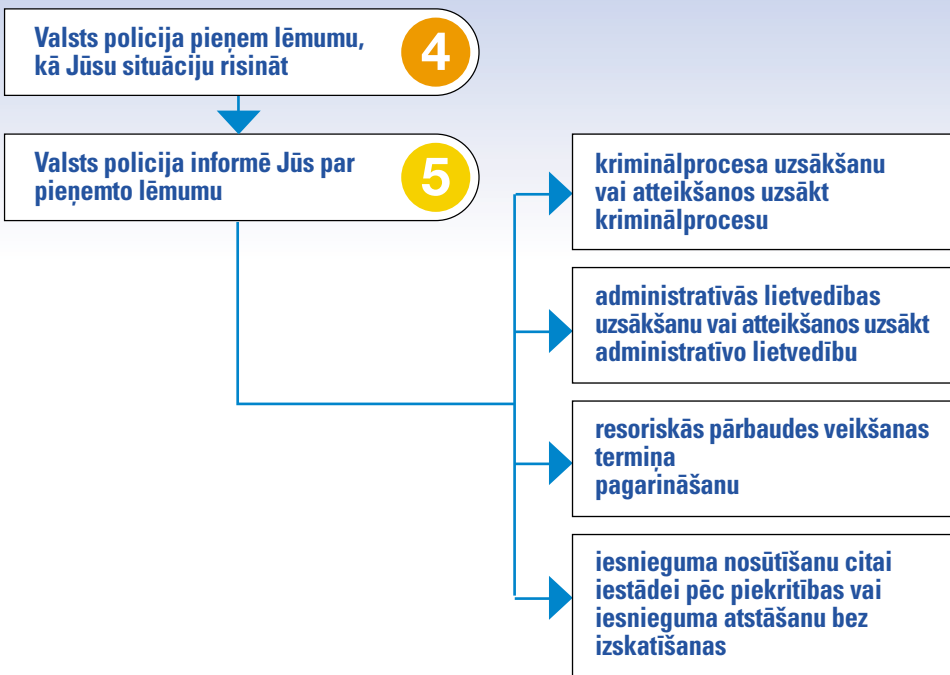 Valsts policija pieņem lēmumu,
kā Jūsu situāciju risināt
4
Valsts policija informē Jūs par
pieņemto lēmumu
5
kriminālprocesa uzsākšanu
vai atteikšanos uzsākt
kriminālprocesu
administratīvās lietvedības
uzsākšanu vai atteikšanos uzsākt
administratīvo lietvedību
resoriskās pārbaudes veikšanas
termiņa
pagarināšanu
iesnieguma nosūtīšanu citai
iestādei pēc piekritības vai
iesnieguma atstāšanu bez
izskatīšanas